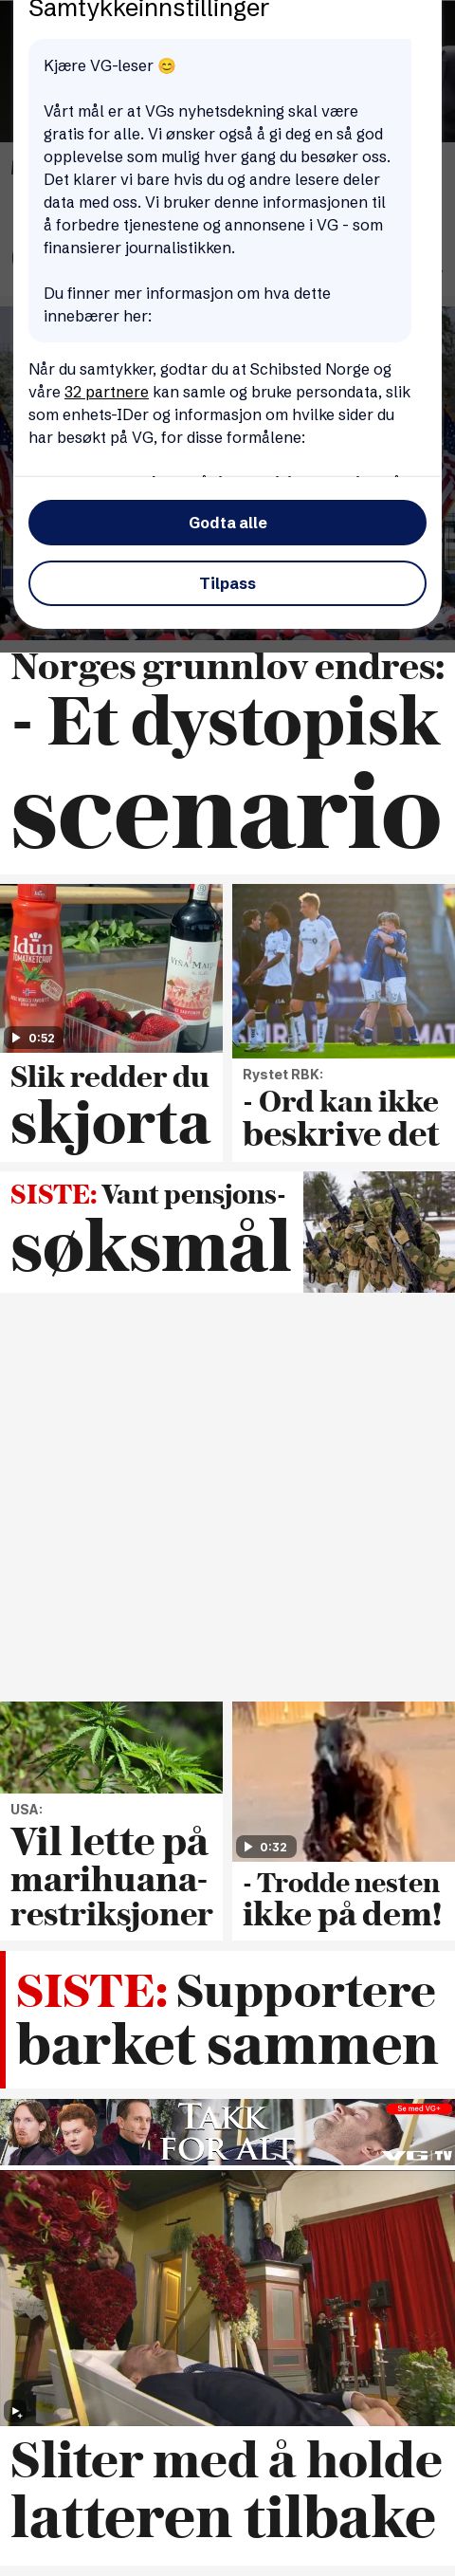 Samtykkeinnstillinger
Kjære VG-leser 😊
Vårt mål er at VGs nyhetsdekning skal være
gratis for alle. Vi ønsker også å gi deg en så god
opplevelse som mulig hver gang du besøker oss.
Det klarer vi bare hvis du og andre lesere deler
data med oss. Vi bruker denne informasjonen til
å forbedre tjenestene og annonsene i VG - som
finansierer journalistikken.
Du finner mer informasjon om hva dette
innebærer her:
Når du samtykker, godtar du at Schibsted Norge og
våre 32 partnere kan samle og bruke persondata, slik
som enhets-IDer og informasjon om hvilke sider du
har besøkt på VG, for disse formålene:
Godta alle
Tilpass
Norges grunnlov endres:
- Et dystopisk
scenario
Idun
TOMATKETCHUP
VIÑA MAIPO
0:52
Slik redder du
skjorta
Rystet RBK:
- Ord kan ikke
beskrive det
SISTE: Vant pensjons-
søksmål
USA:
Vil lette på
marihuana-
restriksjoner
0:32
- Trodde nesten
ikke på dem!
SISTE: Supportere
barket sammen
TAKK
FOR ALT
Se med VG+
VG TV
Sliter med å holde
latteren tilbake